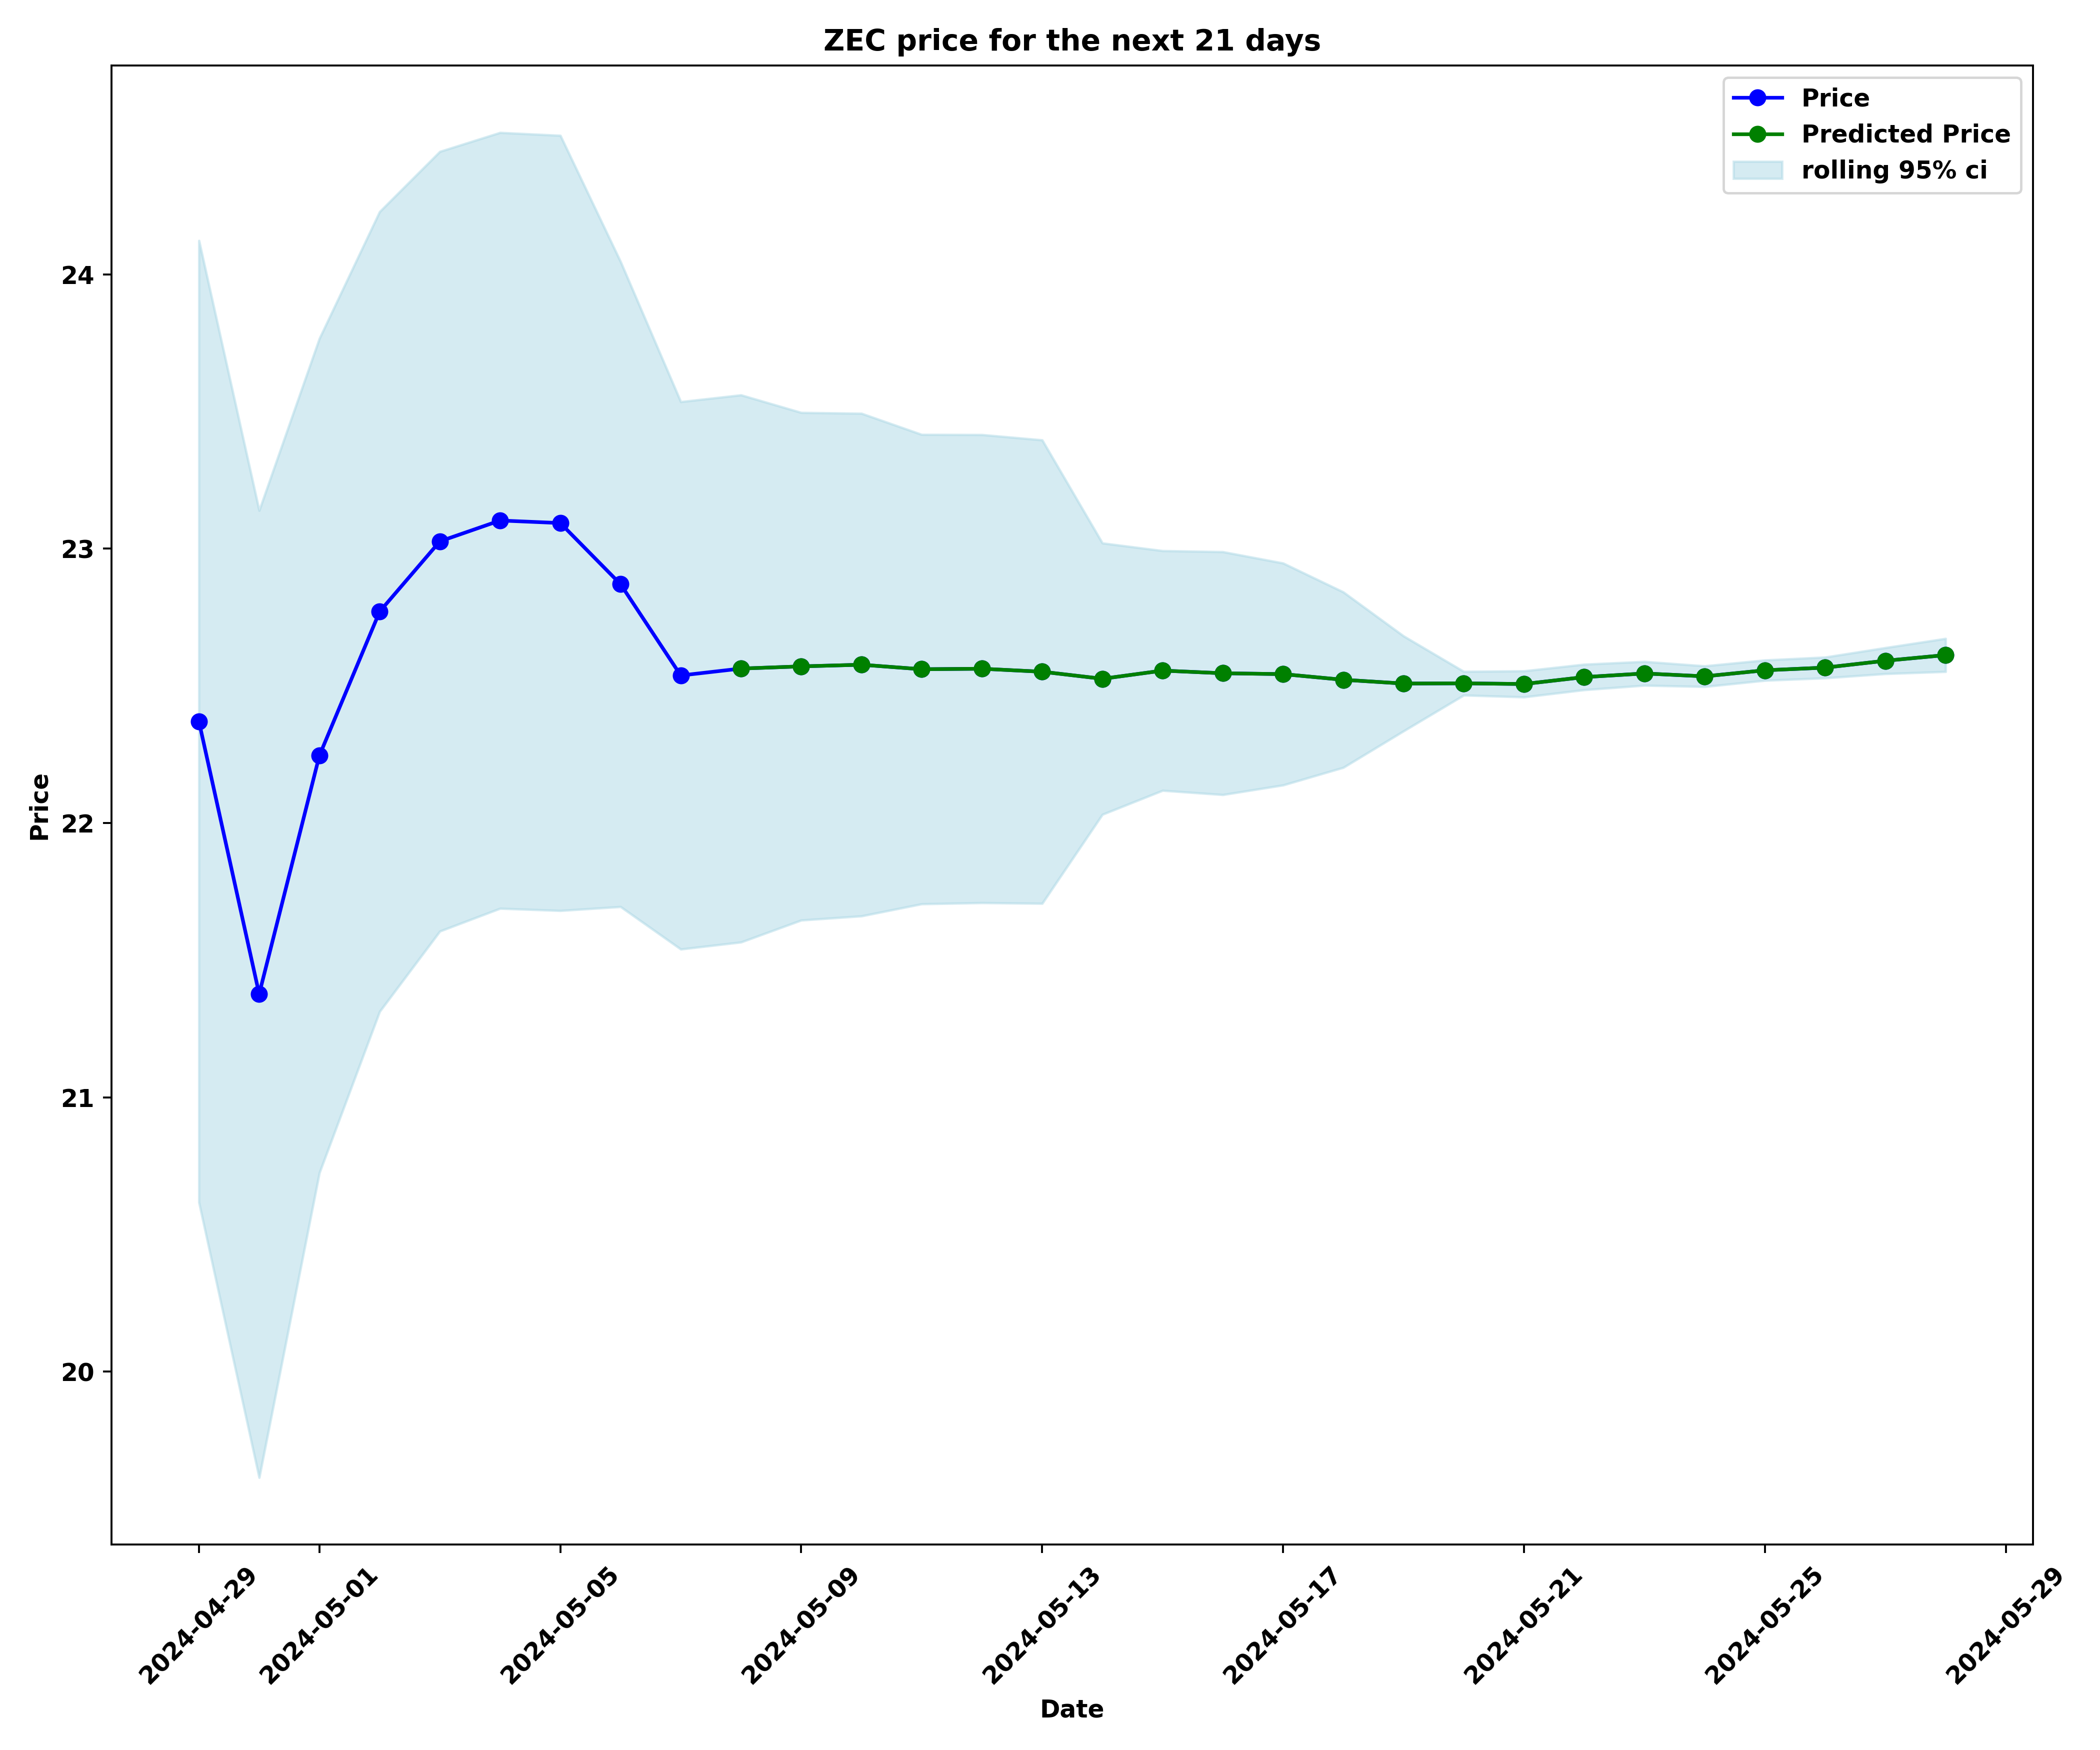 ZEC price for the next 21 days
Price
Predicted Price
rolling 95% ci
24
23
22
21
20
Price
2024-04-29
2024-05-01
2024-05-05
2024-05-09
2024-05-13
2024-05-17
2024-05-21
2024-05-25
2024-05-29
Date